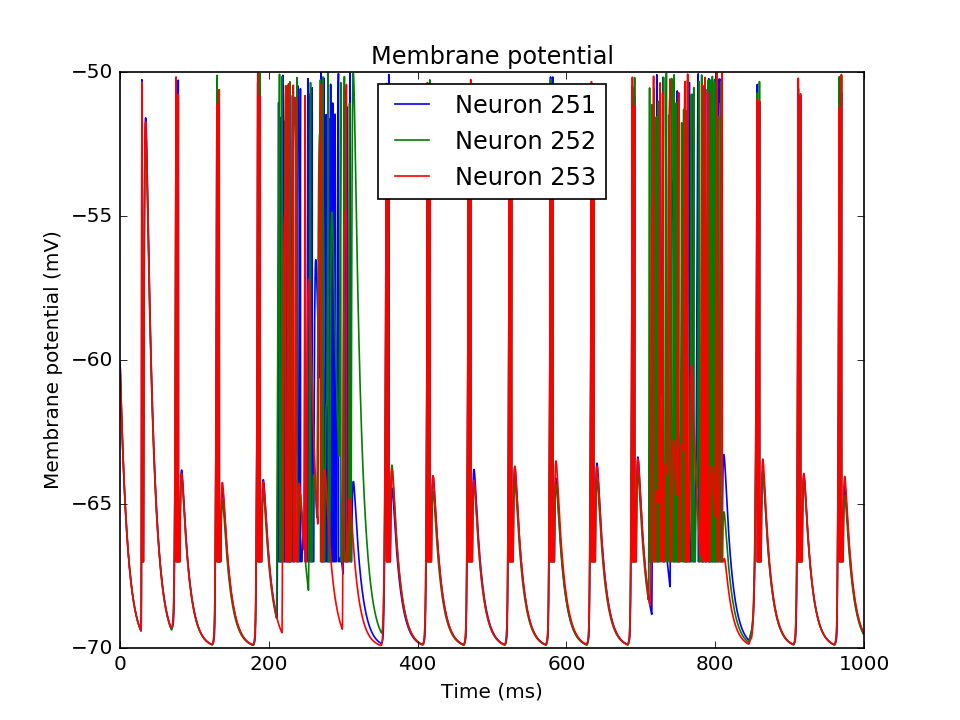 Membrane potential
Membrane potential (mV)
−50
−55
−60
−65
−70
Neuron 251
Neuron 252
Neuron 253
0
200
400
600
800
1000
Time (ms)